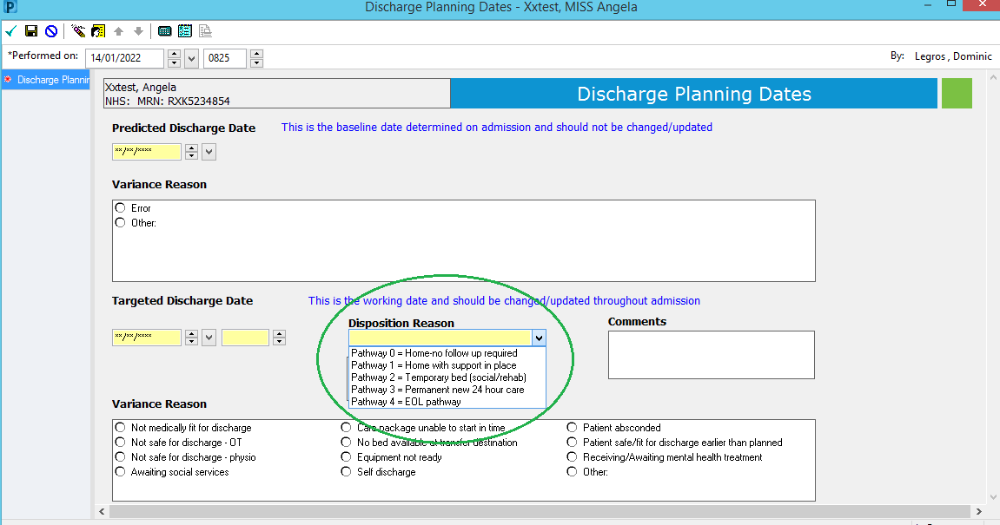 Discharge Planning Dates - Xxtest, MISS Angela
*Performed on: 14/01/2022 0825 By: Legros , Dominic
Discharge Plannin
Xxtest, Angela
NHS: MRN: RXK5234854
Discharge Planning Dates
Predicted Discharge Date This is the baseline date determined on admission and should not be changed/updated
**/**/****
Variance Reason
Error
Other:
Targeted Discharge Date This is the working date and should be changed/updated throughout admission
**/**/****
Disposition Reason
Pathway 0 = Home-no follow up required
Pathway 1 = Home with support in place
Pathway 2 = Temporary bed (social/rehab)
Pathway 3 = Permanent new 24 hour care
Pathway 4 = EOL pathway
Comments
Variance Reason
Not medically fit for discharge
Not safe for discharge - OT
Not safe for discharge - physio
Awaiting social services
Care package unable to start in time
No bed available at transfer destination
Equipment not ready
Self discharge
Patient absconded
Patient safe/fit for discharge earlier than planned
Receiving/Awaiting mental health treatment
Other: